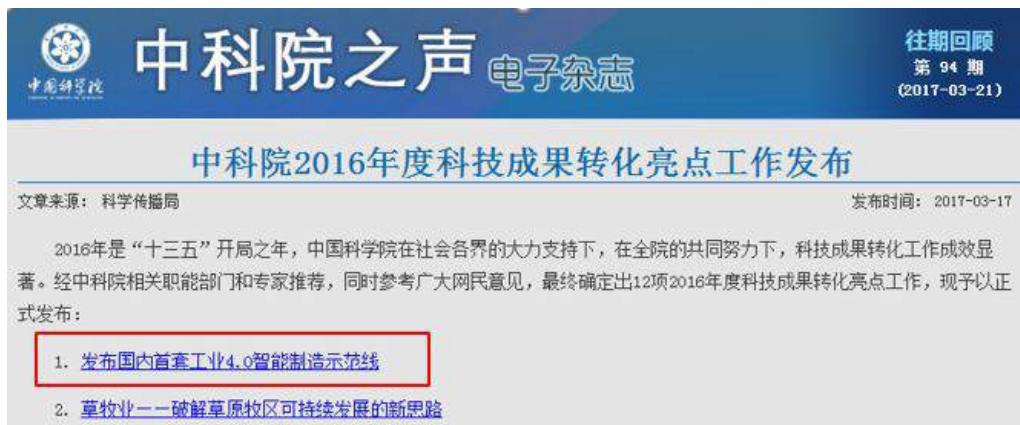 中科院之声 电子杂志
往期回顾
第 94 期
(2017-03-21)
中国科学院
中科院2016年度科技成果转化亮点工作发布
文章来源： 科学传播局 发布时间： 2017-03-17
2016年是“十三五”开局之年，中国科学院在社会各界的大力支持下，在全院的共同努力下，科技成果转化工作成效显
著。经中科院相关职能部门和专家推荐，同时参考广大网民意见，最终确定出12项2016年度科技成果转化亮点工作，现予以正
式发布：
1. 发布国内首套工业4.0智能制造示范线
2. 草牧业——破解草原牧区可持续发展的新思路